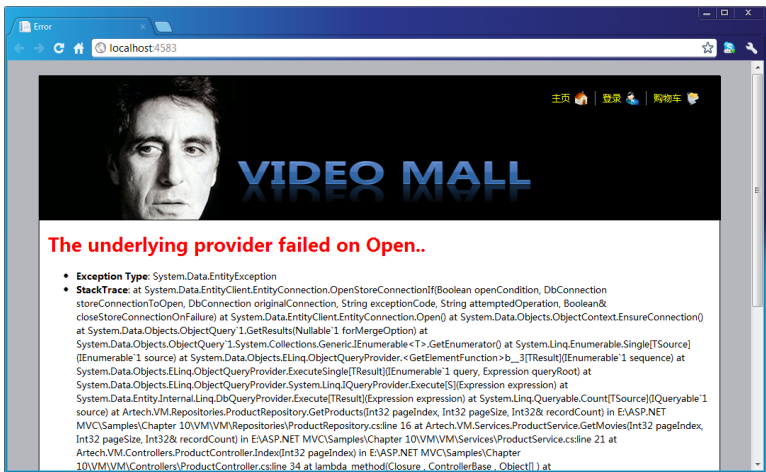 Error
localhost:4583
主页 登录 购物车
VIDEO MALL
The underlying provider failed on Open..
Exception Type: System.Data.EntityException
StackTrace: at System.Data.EntityClient.EntityConnection.OpenStoreConnectionIf(Boolean openCondition, DbConnection
storeConnectionToOpen, DbConnection originalConnection, String exceptionCode, String attemptedOperation, Boolean&
closeStoreConnectionOnFailure) at System.Data.EntityClient.EntityConnection.Open() at System.Data.Objects.ObjectContext.EnsureConnection()
at System.Data.Objects.ObjectQuery`1.GetResults(Nullable`1 forMergeOption) at
System.Data.Objects.ObjectQuery`1.System.Collections.Generic.IEnumerable<T>.GetEnumerator() at System.Linq.Enumerable.Single[TSource]
(IEnumerable`1 source) at System.Data.Objects.ELinq.ObjectQueryProvider.<GetElementFunction>b__3[TResult](IEnumerable`1 sequence) at
System.Data.Objects.ELinq.ObjectQueryProvider.ExecuteSingle[TResult](IEnumerable`1 query, Expression queryRoot) at
System.Data.Objects.ELinq.ObjectQueryProvider.System.Linq.IQueryProvider.Execute[S](Expression expression) at
System.Data.Entity.Internal.Linq.DbQueryProvider.Execute[TResult](Expression expression) at System.Linq.Queryable.Count[TSource](IQueryable`1
source) at Artech.VM.Repositories.ProductRepository.GetProducts(Int32 pageIndex, Int32 pageSize, Int32& recordCount) in E:\ASP.NET
MVC\Samples\Chapter 10\VM\VM\Repositories\ProductRepository.cs:line 16 at Artech.VM.Services.ProductService.GetMovies(Int32 pageIndex,
Int32 pageSize, Int32& recordCount) in E:\ASP.NET MVC\Samples\Chapter 10\VM\VM\Services\ProductService.cs:line 21 at
Artech.VM.Controllers.ProductController.Index(Int32 pageIndex) in E:\ASP.NET MVC\Samples\Chapter
10\VM\VM\Controllers\ProductController.cs:line 34 at lambda_method(Closure , ControllerBase , Object[] ) at